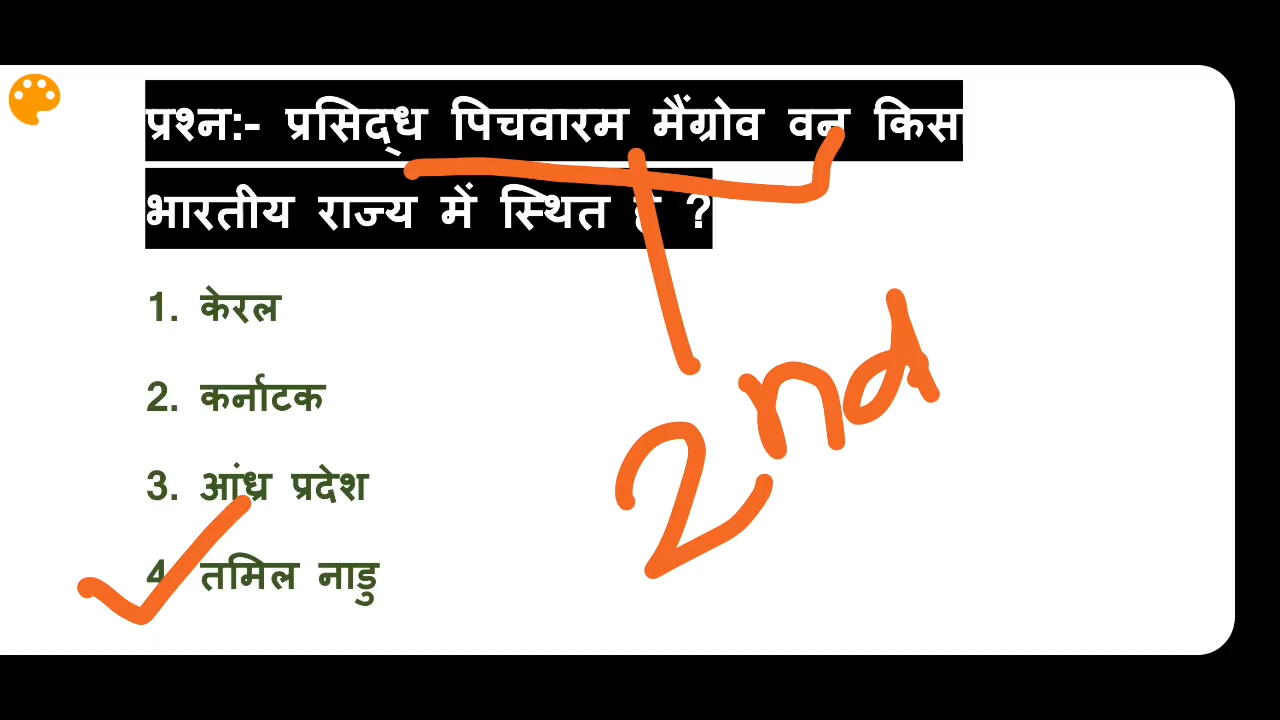 प्रश्न:- प्रसिद्ध पिचवारम मैंग्रोव वन किस
भारतीय राज्य में स्थित है ?
1. केरल
2. कर्नाटक
3. आंध्र प्रदेश
4. तमिल नाडु
2nd